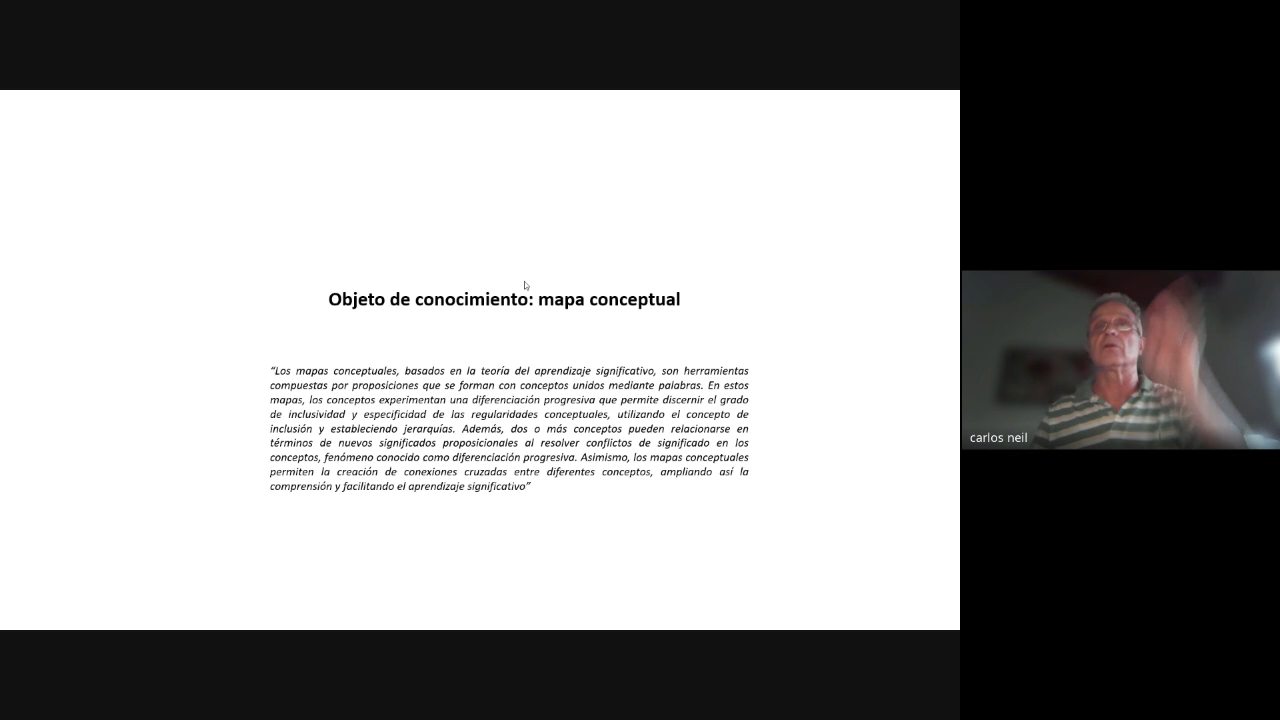 Objeto de conocimiento: mapa conceptual
“Los mapas conceptuales, basados en la teoría del aprendizaje significativo, son herramientas
compuestas por proposiciones que se forman con conceptos unidos mediante palabras. En estos
mapas, los conceptos experimentan una diferenciación progresiva que permite discernir el grado
de inclusividad y especificidad de las regularidades conceptuales, utilizando el concepto de
inclusión y estableciendo jerarquías. Además, dos o más conceptos pueden relacionarse en
términos de nuevos significados proposicionales al resolver conflictos de significado en los
conceptos, fenómeno conocido como diferenciación progresiva. Asimismo, los mapas conceptuales
permiten la creación de conexiones cruzadas entre diferentes conceptos, ampliando así la
comprensión y facilitando el aprendizaje significativo”
carlos neil